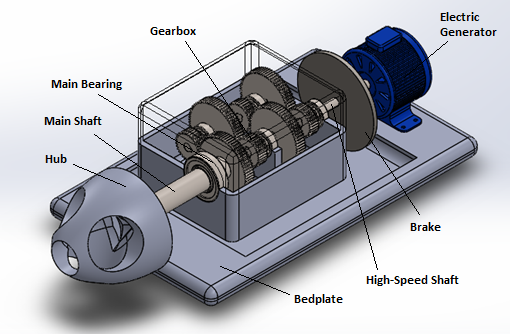 Electric
Generator
Gearbox
Main Bearing
Main Shaft
Hub
Brake
High-Speed Shaft
Bedplate